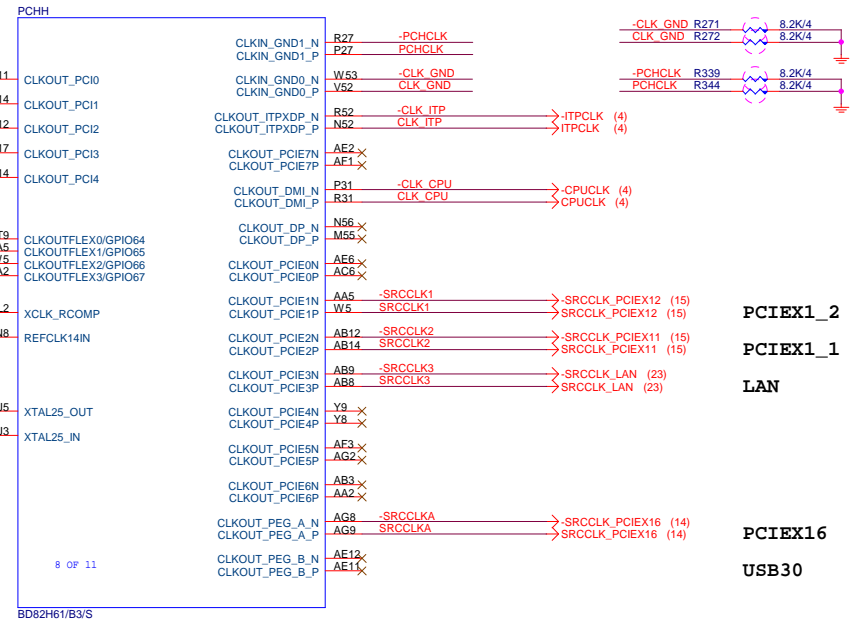 PCHH
CLKIN_GND1_N R27 -PCHCLK
CLKIN_GND1_P P27 PCHCLK
-CLK_GND R271 8.2K/4
CLK_GND R272 8.2K/4
CLKOUT_PCI0
CLKIN_GND0_N W53 -CLK_GND
CLKIN_GND0_P V52 CLK_GND
-PCHCLK R339 8.2K/4
PCHCLK R344 8.2K/4
CLKOUT_PCI1
CLKOUT_ITPXDP_N R52 -CLK_ITP -ITPCLK (4)
CLKOUT_PCI2 CLKOUT_ITPXDP_P N52 CLK_ITP ITPCLK (4)
CLKOUT_PCI3 CLKOUT_PCIE7N AE2
CLKOUT_PCIE7P AF1
CLKOUT_PCI4
CLKOUT_DMI_N P31 -CLK_CPU -CPUCLK (4)
CLKOUT_DMI_P R31 CLK_CPU CPUCLK (4)
CLKOUT_DP_N N56
CLKOUTFLEX0/GPIO64 CLKOUT_DP_P M55
CLKOUTFLEX1/GPIO65
CLKOUTFLEX2/GPIO66 CLKOUT_PCIE0N AE6
CLKOUTFLEX3/GPIO67 CLKOUT_PCIE0P AC6
CLKOUT_PCIE1N AA5 -SRCCLK1 -SRCCLK_PCIEX12 (15)
XCLK_RCOMP CLKOUT_PCIE1P W5 SRCCLK1 SRCCLK_PCIEX12 (15) PCIEX1_2
REFCLK14IN CLKOUT_PCIE2N AB12 -SRCCLK2 -SRCCLK_PCIEX11 (15)
CLKOUT_PCIE2P AB14 SRCCLK2 SRCCLK_PCIEX11 (15) PCIEX1_1
CLKOUT_PCIE3N AB9 -SRCCLK3 -SRCCLK_LAN (23)
CLKOUT_PCIE3P AB8 SRCCLK3 SRCCLK_LAN (23) LAN
XTAL25_OUT CLKOUT_PCIE4N Y9
CLKOUT_PCIE4P Y8
XTAL25_IN
CLKOUT_PCIE5N AF3
CLKOUT_PCIE5P AG2
CLKOUT_PCIE6N AB3
CLKOUT_PCIE6P AA2
CLKOUT_PEG_A_N AG8 -SRCCLKA -SRCCLK_PCIEX16 (14)
CLKOUT_PEG_A_P AG9 SRCCLKA SRCCLK_PCIEX16 (14) PCIEX16
CLKOUT_PEG_B_N AE12
8 OF 11 CLKOUT_PEG_B_P AE11 USB30
BD82H61/B3/S